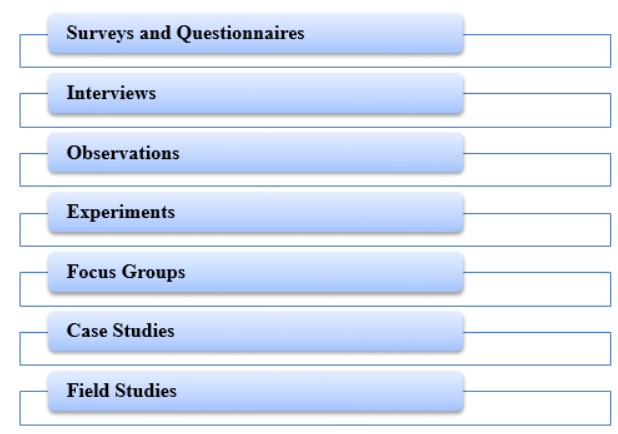 Surveys and Questionnaires
Interviews
Observations
Experiments
Focus Groups
Case Studies
Field Studies